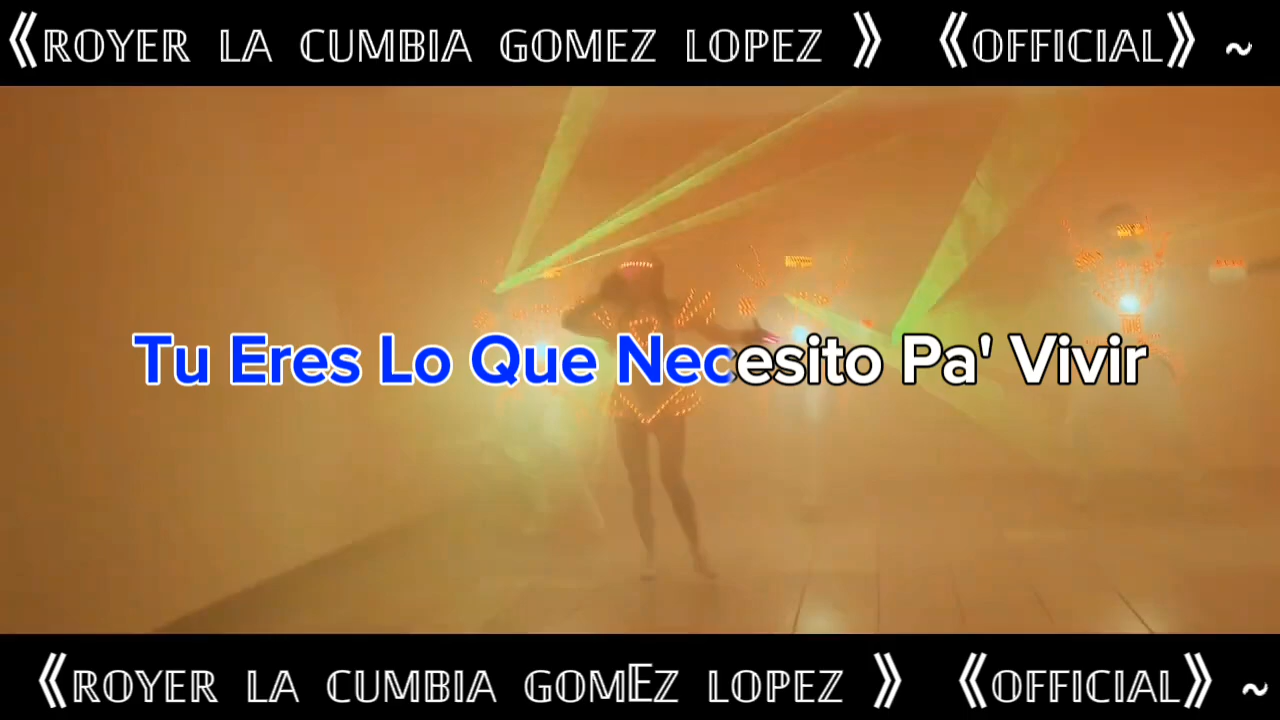 《ROYER LA CUMBIA GOMEZ LOPEZ 》 《OFFICIAL》 ~
Tu Eres Lo Que Necesito Pa' Vivir
《ROYER LA CUMBIA GOMEZ LOPEZ 》 《OFFICIAL》 ~